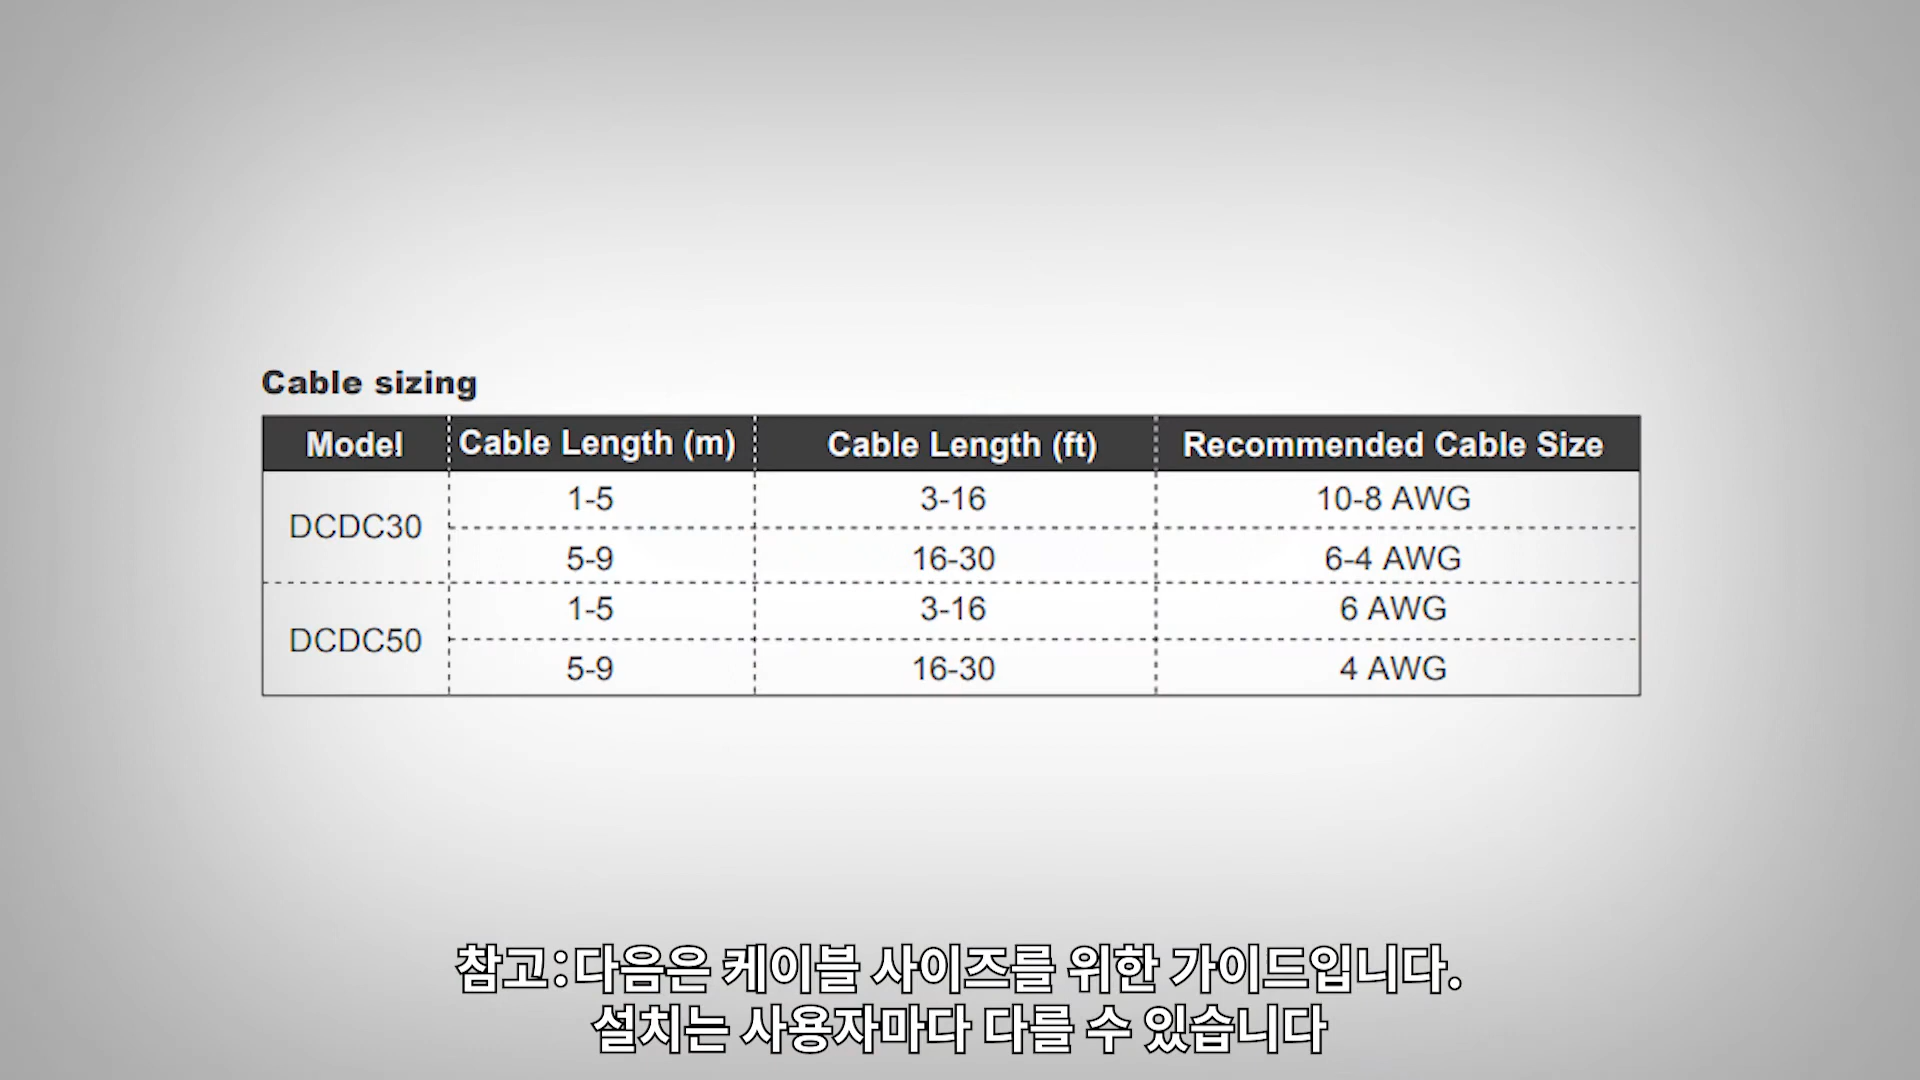 Cable sizing
Model Cable Length (m) Cable Length (ft) Recommended Cable Size
DCDC30 1-5 3-16 10-8 AWG
5-9 16-30 6-4 AWG
DCDC50 1-5 3-16 6 AWG
5-9 16-30 4 AWG
참고:다음은 케이블 사이즈를 위한 가이드입니다.
설치는 사용자마다 다를 수 있습니다